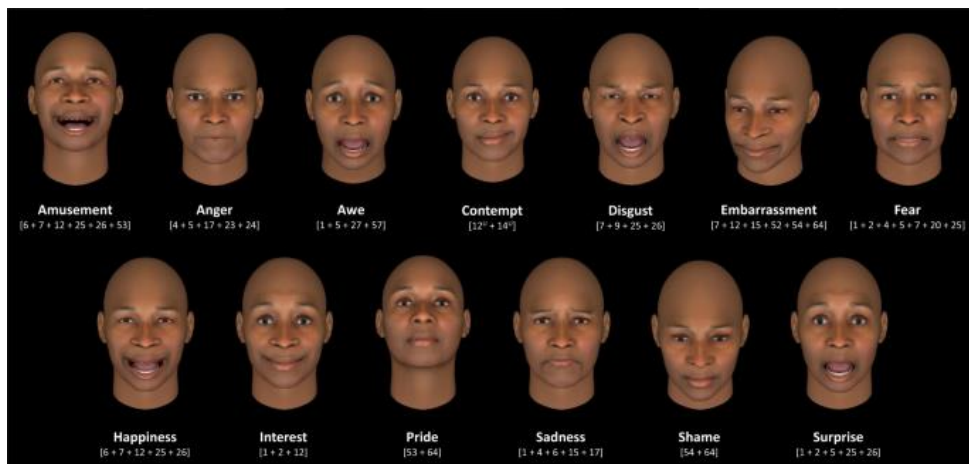 Amusement Anger Awe Contempt Disgust Embarrassment Fear
[6 + 7 + 12 + 25 + 26 + 53] [4 + 5 + 17 + 23 + 24] [1 + 5 + 27 + 57] [12 + 14] [7 + 9 + 25 + 26] [7 + 12 + 15 + 52 + 54 + 64] [1 + 2 + 4 + 5 + 7 + 20 + 25]
Happiness Interest Pride Sadness Shame Surprise
[6 + 7 + 12 + 25 + 26] [1 + 2 + 12] [53 + 64] [1 + 4 + 6 + 15 + 17] [54 + 64] [1 + 2 + 5 + 25 + 26]